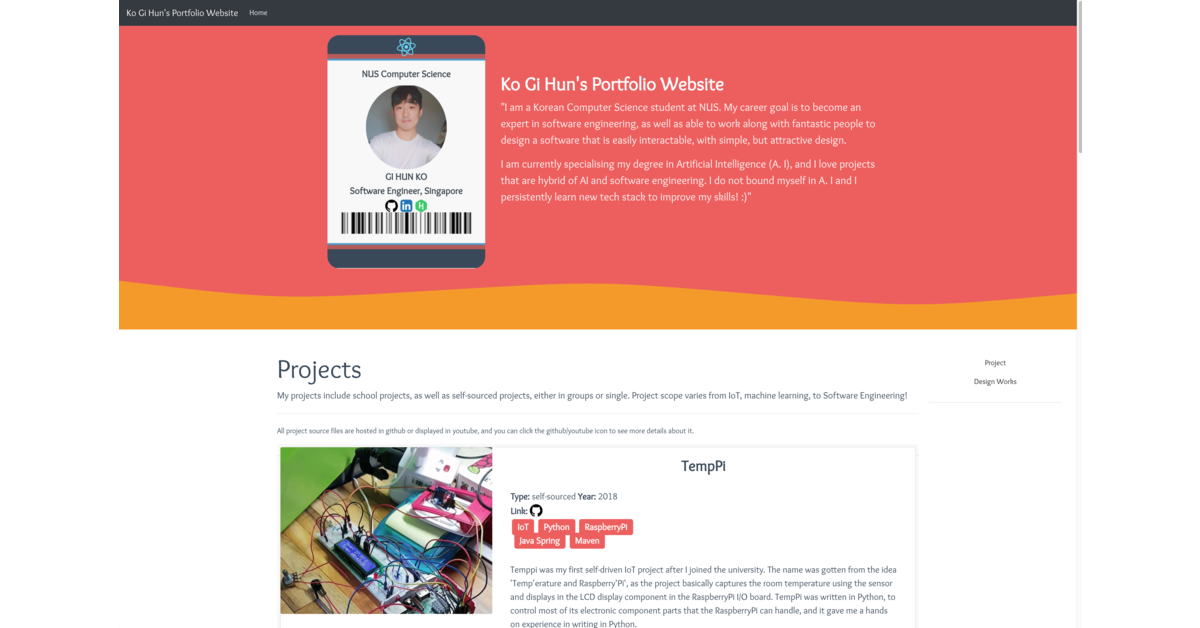 Ko Gi Hun's Portfolio Website Home
NUS Computer Science
GI HUN KO
Software Engineer, Singapore
Ko Gi Hun's Portfolio Website
"I am a Korean Computer Science student at NUS. My career goal is to become an
expert in software engineering, as well as able to work along with fantastic people to
design a software that is easily interactable, with simple, but attractive design.
I am currently specialising my degree in Artificial Intelligence (A. I), and I love projects
that are hybrid of AI and software engineering. I do not bound myself in A. I and I
persistently learn new tech stack to improve my skills! :)"
Projects
My projects include school projects, as well as self-sourced projects, either in groups or single. Project scope varies from IoT, machine learning, to Software Engineering!
All project source files are hosted in github or displayed in youtube, and you can click the github/youtube icon to see more details about it.
Project
Design Works
TempPi
Type: self-sourced Year: 2018
Link:
IoT Python RaspberryPi
Java Spring Maven
Temppi was my first self-driven IoT project after I joined the university. The name was gotten from the idea
'Temp'erature and Raspberry'Pi', as the project basically captures the room temperature using the sensor
and displays in the LCD display component in the RaspberryPi I/O board. TempPi was written in Python, to
control most of its electronic component parts that the RaspberryPi can handle, and it gave me a hands
on experience in writing in Python.